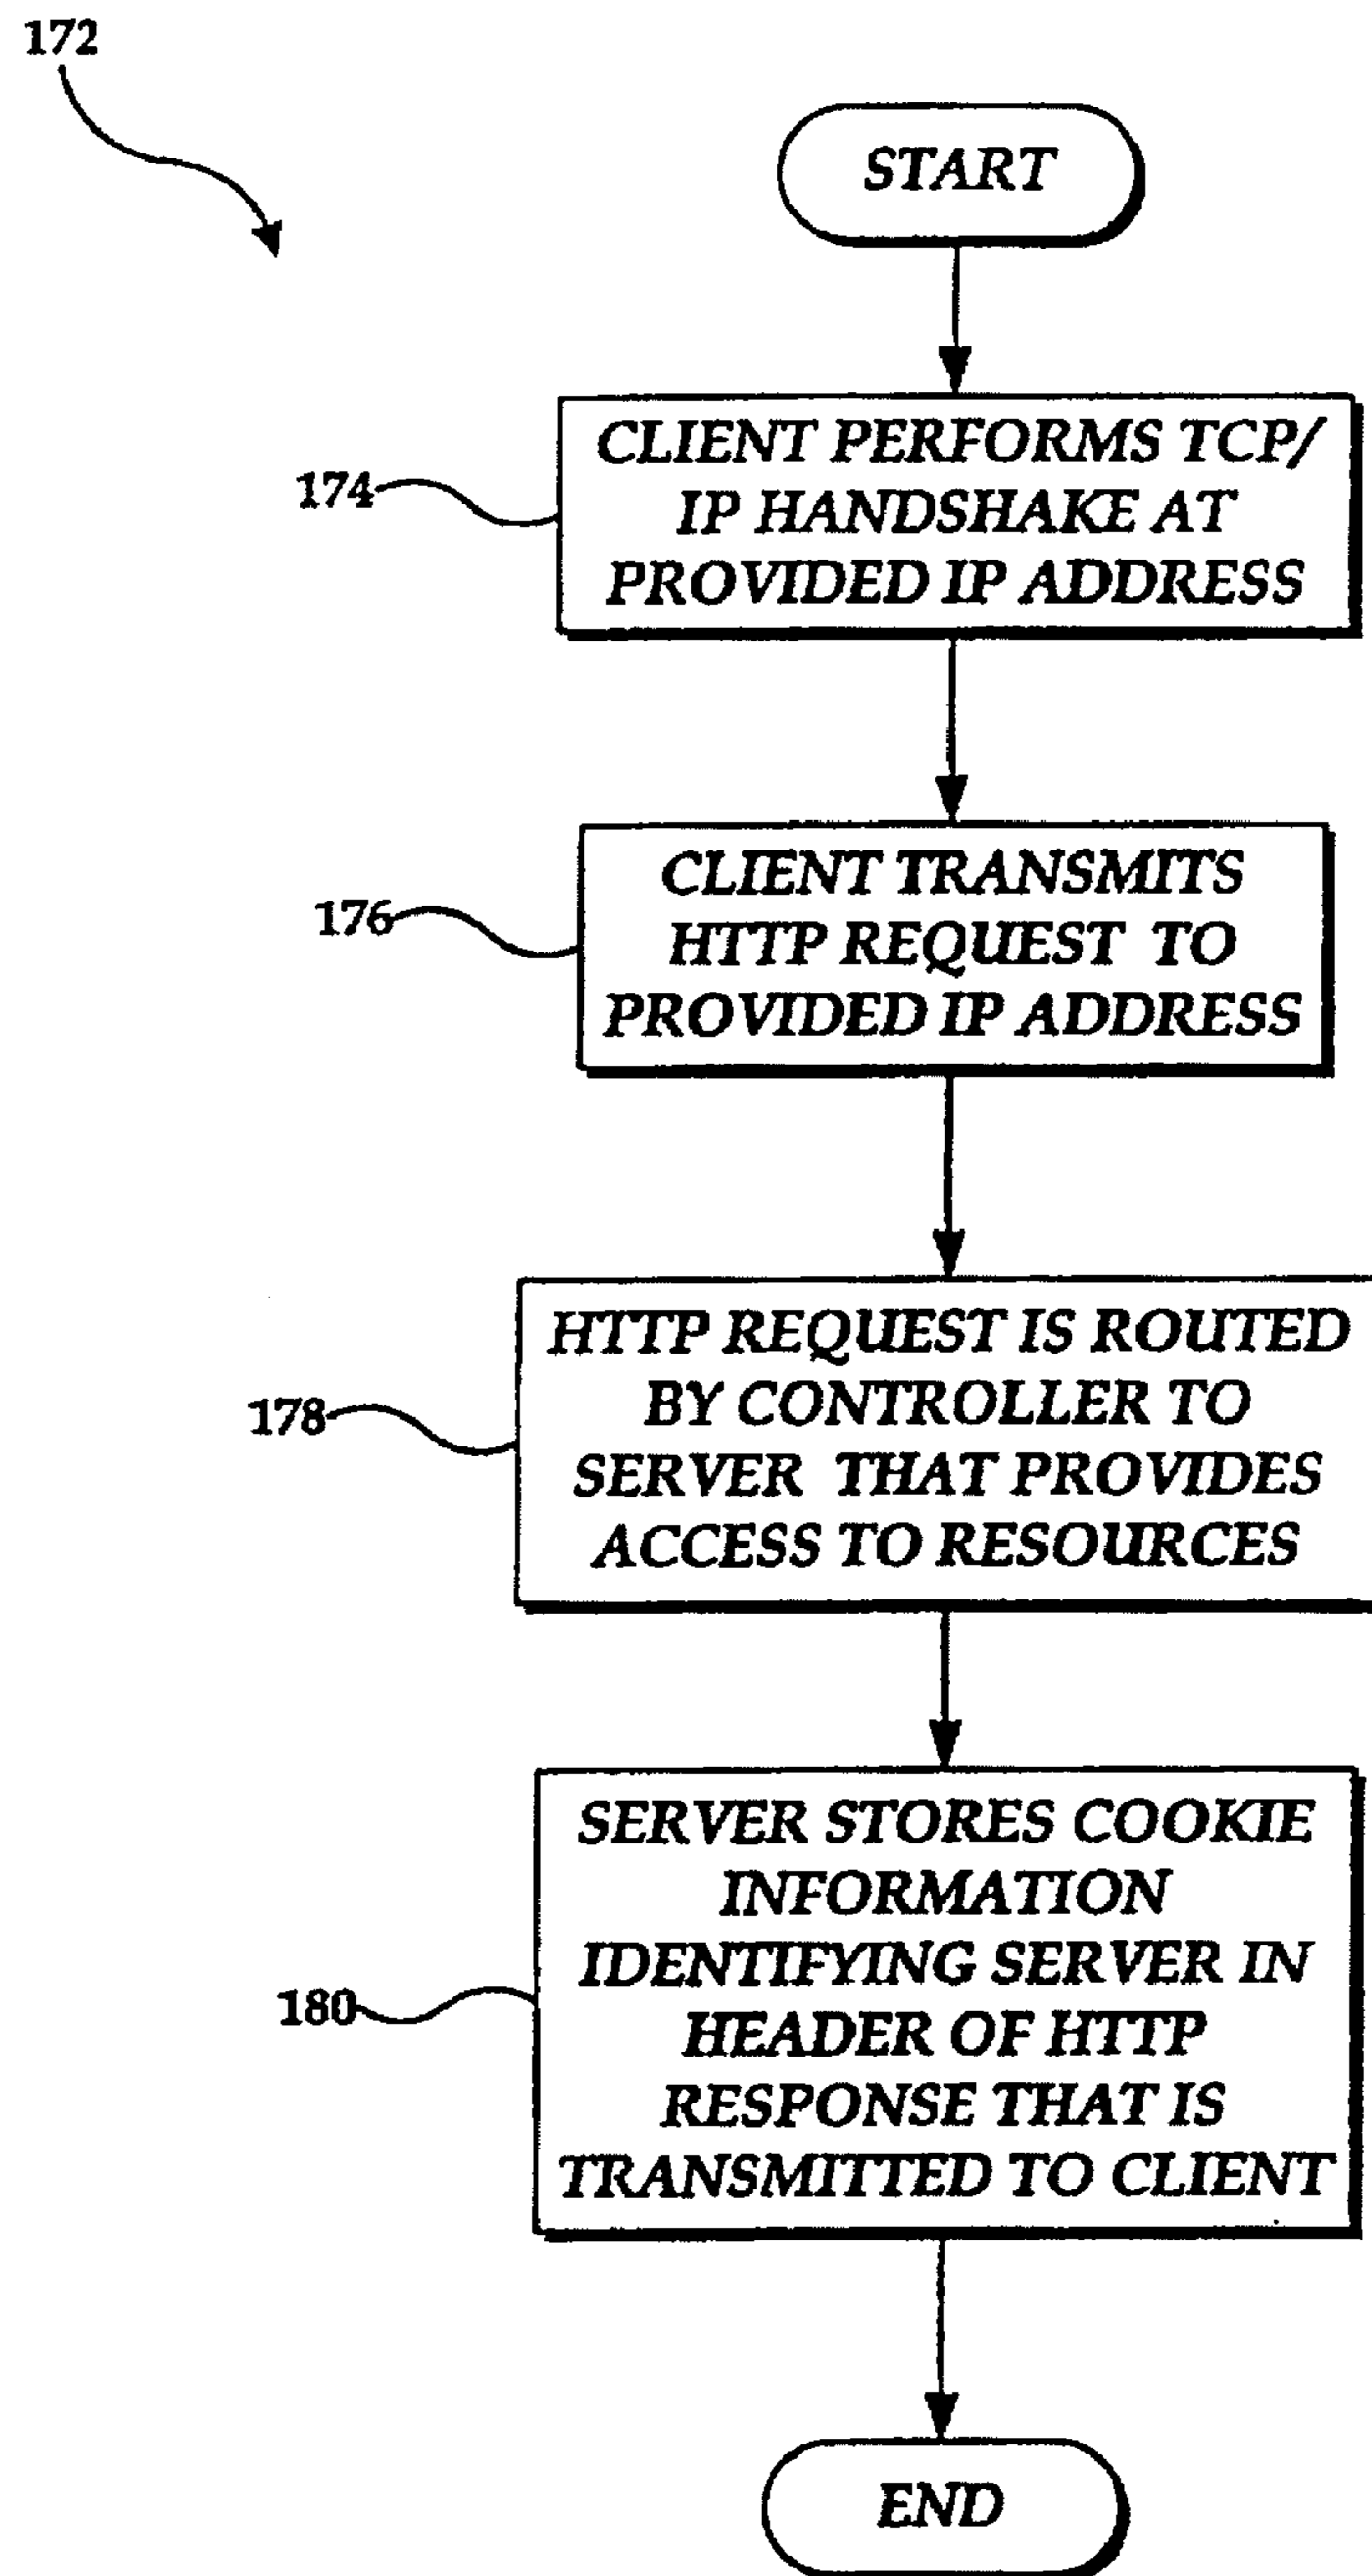 172
START
174
CLIENT PERFORMS TCP/
IP HANDSHAKE AT
PROVIDED IP ADDRESS
176
CLIENT TRANSMITS
HTTP REQUEST TO
PROVIDED IP ADDRESS
178
HTTP REQUEST IS ROUTED
BY CONTROLLER TO
SERVER THAT PROVIDES
ACCESS TO RESOURCES
180
SERVER STORES COOKIE
INFORMATION
IDENTIFYING SERVER IN
HEADER OF HTTP
RESPONSE THAT IS
TRANSMITTED TO CLIENT
END